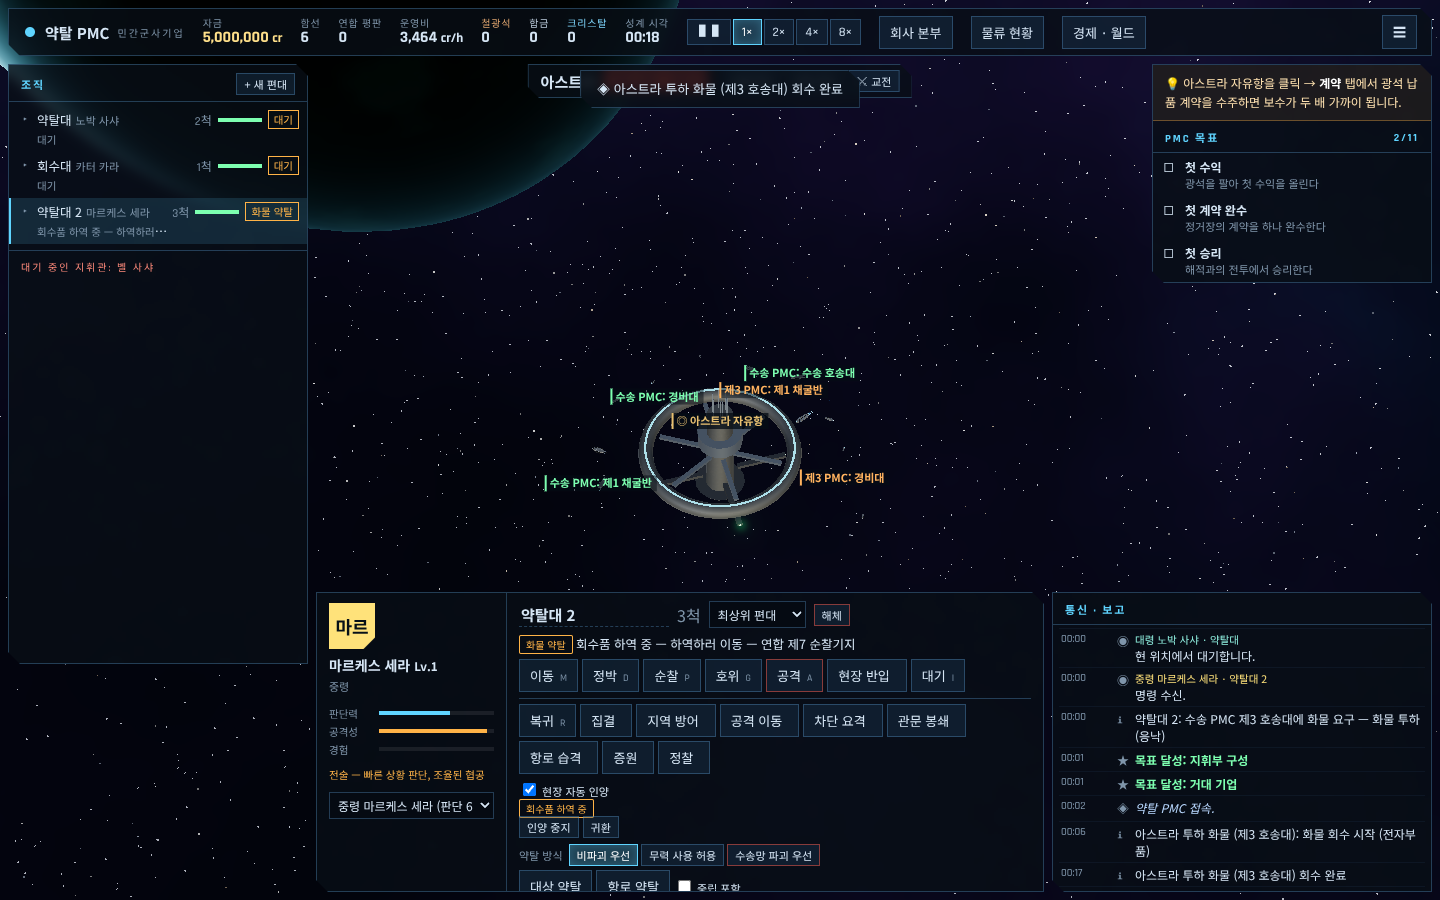 약탈 PMC 민간군사기업
자금 5,000,000 cr
함선 6
연합 평판 0
운영비 3,464 cr/h
철광석 0
합금 0
크리스탈 0
성계 시각 00:18
1× 2× 4× 8×
회사 본부
물류 현황
경제 · 월드
☰
조직
+ 새 편대
약탈대 노박 사샤 2척 대기
대기
회수대 카터 카라 1척 대기
대기
약탈대 2 마르케스 세라 3척 화물 약탈
회수품 하역 중 — 하역하러…
대기 중인 지휘관: 벨 사샤
아스트
◈ 아스트라 투하 화물 (제3 호송대) 회수 완료
⚔ 교전
💡 아스트라 자유항을 클릭 → 계약 탭에서 광석 납
품 계약을 수주하면 보수가 두 배 가까이 됩니다.
PMC 목표 2/11
첫 수익
광석을 팔아 첫 수익을 올린다
첫 계약 완수
정거장의 계약을 하나 완수한다
첫 승리
해적과의 전투에서 승리한다
수송 PMC: 수송 호송대
제3 PMC: 제1 채굴반
수송 PMC: 경비대
◎ 아스트라 자유항
수송 PMC: 제1 채굴반
제3 PMC: 경비대
마르
마르케스 세라 Lv.1
중령
판단력
공격성
경험
전술 — 빠른 상황 판단, 조율된 협공
중령 마르케스 세라 (판단 6
약탈대 2 3척 최상위 편대 해체
화물 약탈 회수품 하역 중 — 하역하러 이동 — 연합 제7 순찰기지
이동 M 정박 D 순찰 P 호위 G 공격 A 현장 반입 대기 I
복귀 R 집결 지역 방어 공격 이동 차단 요격 관문 봉쇄
항로 습격 증원 정찰
현장 자동 인양
회수품 하역 중
인양 중지 귀환
약탈 방식 비파괴 우선 무력 사용 허용 수송망 파괴 우선
대상 약탈 항로 약탈 중립 포함
통신 · 보고
00:00 ◉ 대령 노박 사샤 · 약탈대
현 위치에서 대기합니다.
00:00 ◉ 중령 마르케스 세라 · 약탈대 2
명령 수신.
00:00 ℹ 약탈대 2: 수송 PMC 제3 호송대에 화물 요구 — 화물 투하
(응낙)
00:01 ★ 목표 달성: 지휘부 구성
00:01 ★ 목표 달성: 거대 기업
00:02 ◈ 약탈 PMC 접속.
00:06 ℹ 아스트라 투하 화물 (제3 호송대): 화물 회수 시작 (전자부
품)
00:17 ℹ 아스트라 투하 화물 (제3 호송대) 회수 완료